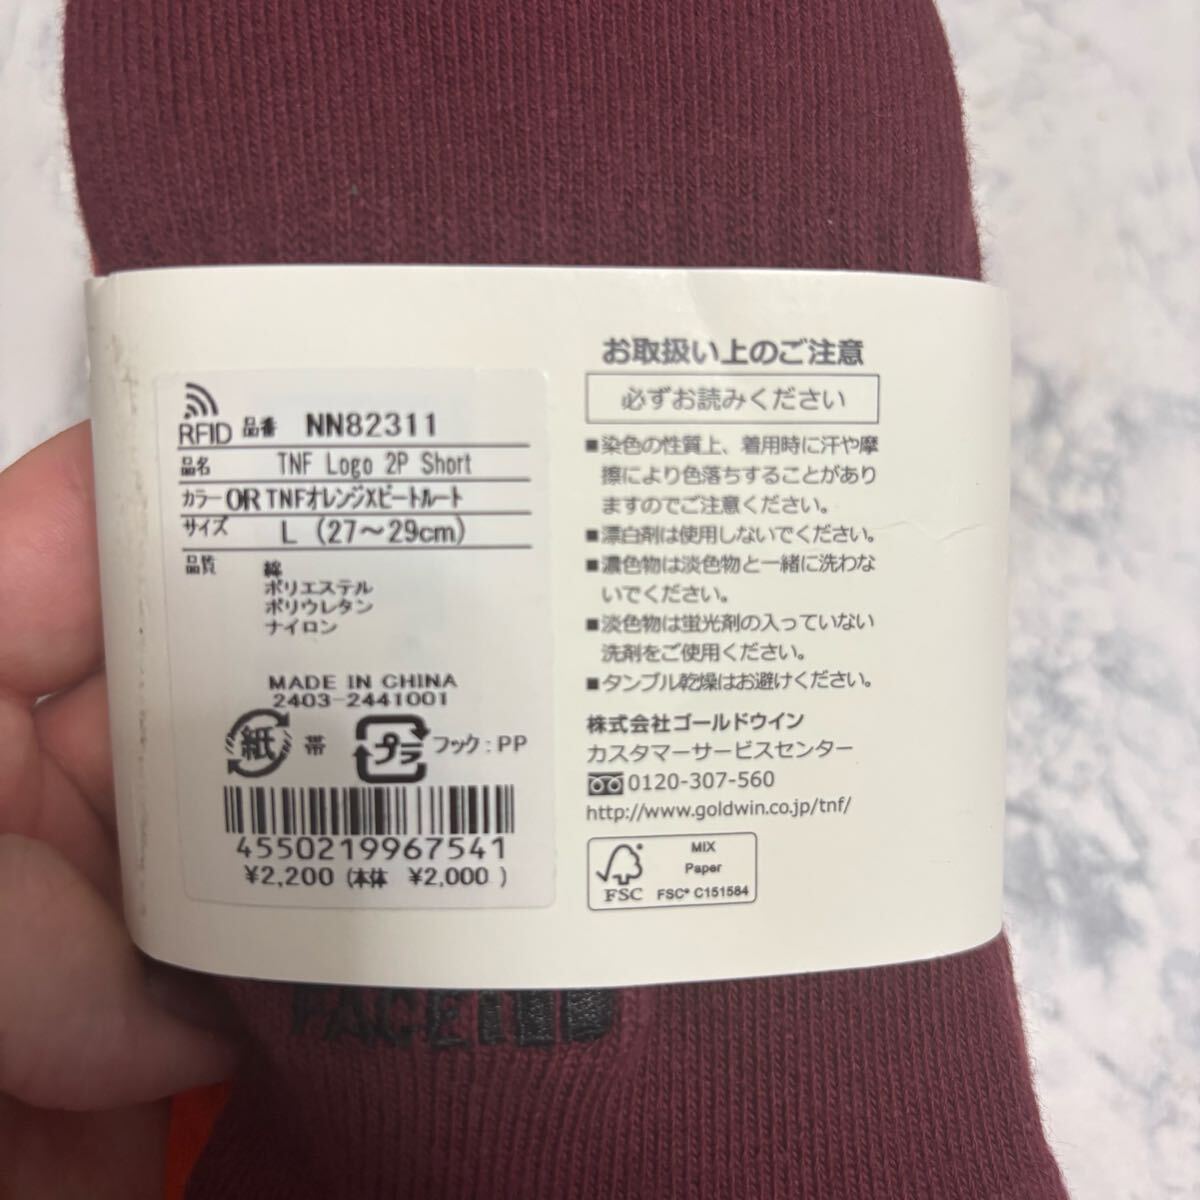 RFID 品番 NN82311
品名 TNF Logo 2P Short
カラー OR TNFオレンジXビートルート
サイズ L (27～29cm)
品質 綿
ポリエステル
ポリウレタン
ナイロン
MADE IN CHINA
2403-2441001
紙 帯 プラ フック:PP
4550219967541
¥2,200 (本体 ¥2,000 )
お取扱い上のご注意
必ずお読みください
■染色の性質上、着用時に汗や摩
擦により色落ちすることがあり
ますのでご注意ください。
■漂白剤は使用しないでください。
■濃色物は淡色物と一緒に洗わな
いでください。
■淡色物は蛍光剤の入っていない
洗剤をご使用ください。
■タンブル乾燥はお避けください。
株式会社ゴールドウイン
カスタマーサービスセンター
0120-307-560
http://www.goldwin.co.jp/tnf/
FSC
MIX
Paper
FSC® C151584